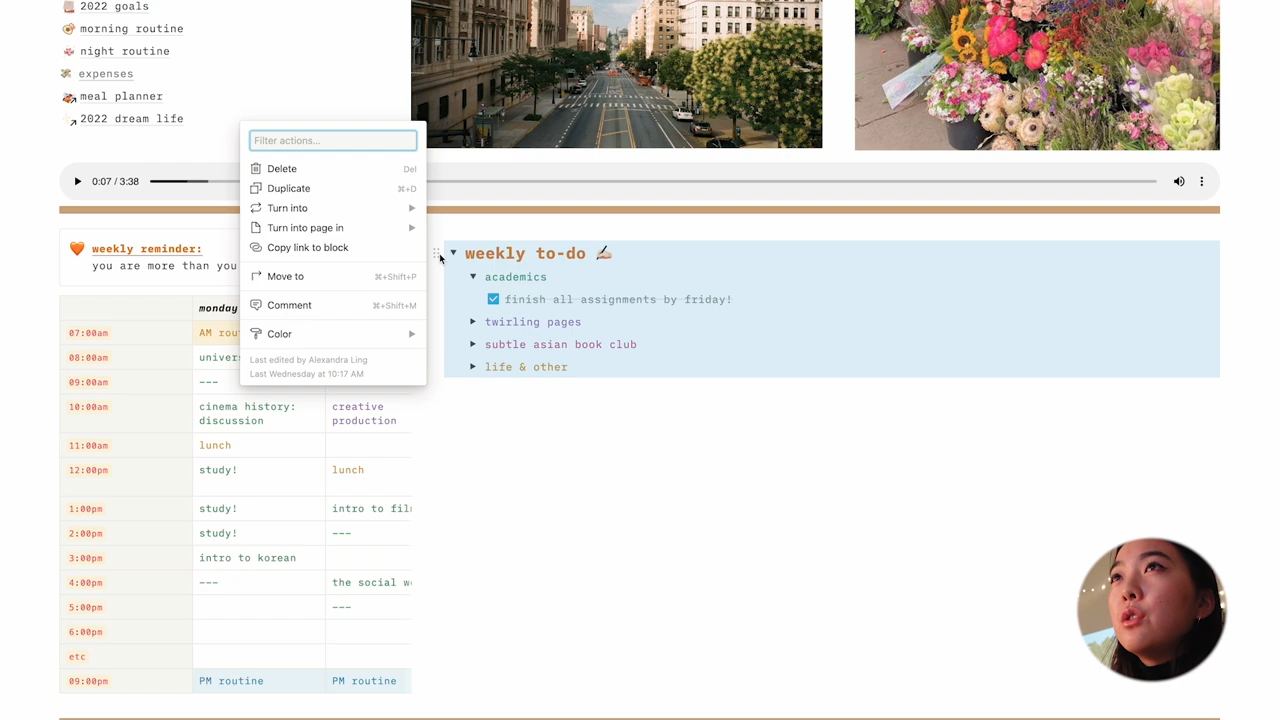 2022 goals
morning routine
night routine
expenses
meal planner
2022 dream life
Filter actions...
Delete Del
Duplicate ⌘+D
Turn into
Turn into page in
Copy link to block
Move to ⌘+Shift+P
Comment ⌘+Shift+M
Color
Last edited by Alexandra Ling
Last Wednesday at 10:17 AM
0:07 / 3:38
weekly reminder:
you are more than you
weekly to-do
academics
finish all assignments by friday!
twirling pages
subtle asian book club
life & other
monday
07:00am AM
08:00am
09:00am ---
10:00am cinema history: discussion creative production
11:00am lunch
12:00pm study! lunch
1:00pm study! intro to
2:00pm study! ---
3:00pm intro to korean
4:00pm --- the social
5:00pm ---
6:00pm
etc
09:00pm PM routine PM routine